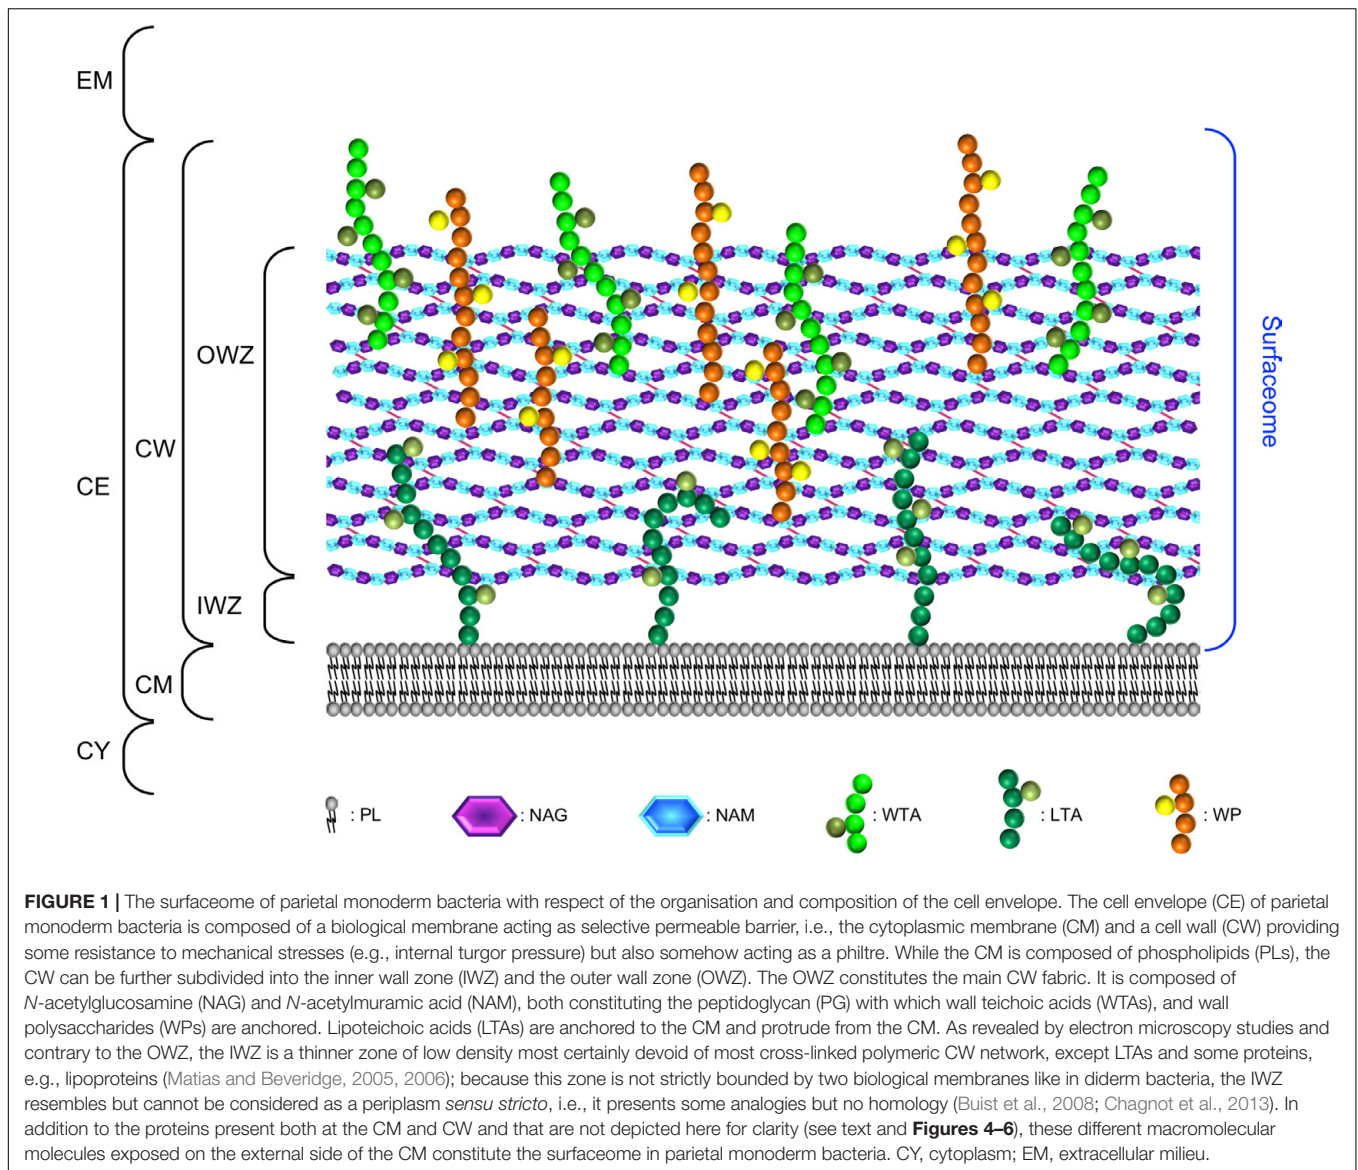 EM
CE
CW
OWZ
IWZ
CM
CY
Surfaceome
: PL
: NAG
: NAM
: WTA
: LTA
: WP
FIGURE 1 | The surfaceome of parietal monoderm bacteria with respect of the organisation and composition of the cell envelope. The cell envelope (CE) of parietal
monoderm bacteria is composed of a biological membrane acting as selective permeable barrier, i.e., the cytoplasmic membrane (CM) and a cell wall (CW) providing
some resistance to mechanical stresses (e.g., internal turgor pressure) but also somehow acting as a philtre. While the CM is composed of phospholipids (PLs), the
CW can be further subdivided into the inner wall zone (IWZ) and the outer wall zone (OWZ). The OWZ constitutes the main CW fabric. It is composed of
N-acetylglucosamine (NAG) and N-acetylmuramic acid (NAM), both constituting the peptidoglycan (PG) with which wall teichoic acids (WTAs), and wall
polysaccharides (WPs) are anchored. Lipoteichoic acids (LTAs) are anchored to the CM and protrude from the CM. As revealed by electron microscopy studies and
contrary to the OWZ, the IWZ is a thinner zone of low density most certainly devoid of most cross-linked polymeric CW network, except LTAs and some proteins,
e.g., lipoproteins (Matias and Beveridge, 2005, 2006); because this zone is not strictly bounded by two biological membranes like in diderm bacteria, the IWZ
resembles but cannot be considered as a periplasm sensu stricto, i.e., it presents some analogies but no homology (Buist et al., 2008; Chagnot et al., 2013). In
addition to the proteins present both at the CM and CW and that are not depicted here for clarity (see text and Figures 4–6), these different macromolecular
molecules exposed on the external side of the CM constitute the surfaceome in parietal monoderm bacteria. CY, cytoplasm; EM, extracellular milieu.